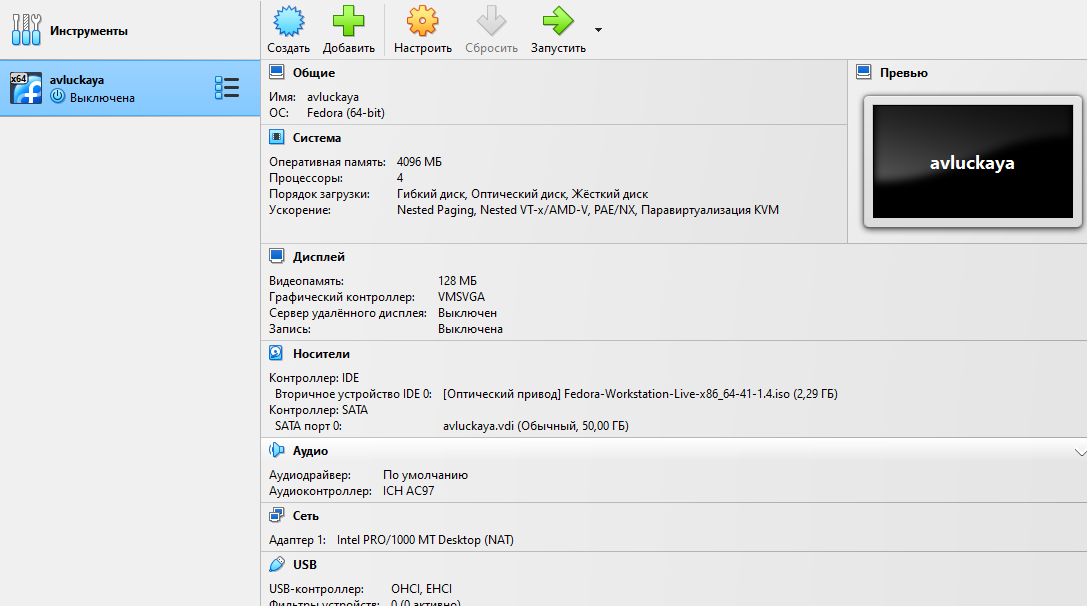 Инструменты
Создать Добавить Настроить Сбросить Запустить
x64 avluckaya
Выключена
Общие
Имя: avluckaya
ОС: Fedora (64-bit)
Система
Оперативная память: 4096 МБ
Процессоры: 4
Порядок загрузки: Гибкий диск, Оптический диск, Жёсткий диск
Ускорение: Nested Paging, Nested VT-x/AMD-V, PAE/NX, Паравиртуализация KVM
Превью
avluckaya
Дисплей
Видеопамять: 128 МБ
Графический контроллер: VMSVGA
Сервер удалённого дисплея: Выключен
Запись: Выключена
Носители
Контроллер: IDE
Вторичное устройство IDE 0: [Оптический привод] Fedora-Workstation-Live-x86_64-41-1.4.iso (2,29 ГБ)
Контроллер: SATA
SATA порт 0: avluckaya.vdi (Обычный, 50,00 ГБ)
Аудио
Аудиодрайвер: По умолчанию
Аудиоконтроллер: ICH AC97
Сеть
Адаптер 1: Intel PRO/1000 MT Desktop (NAT)
USB
USB-контроллер: OHCI, EHCI
Фильтры устройств: 0 (0 активно)